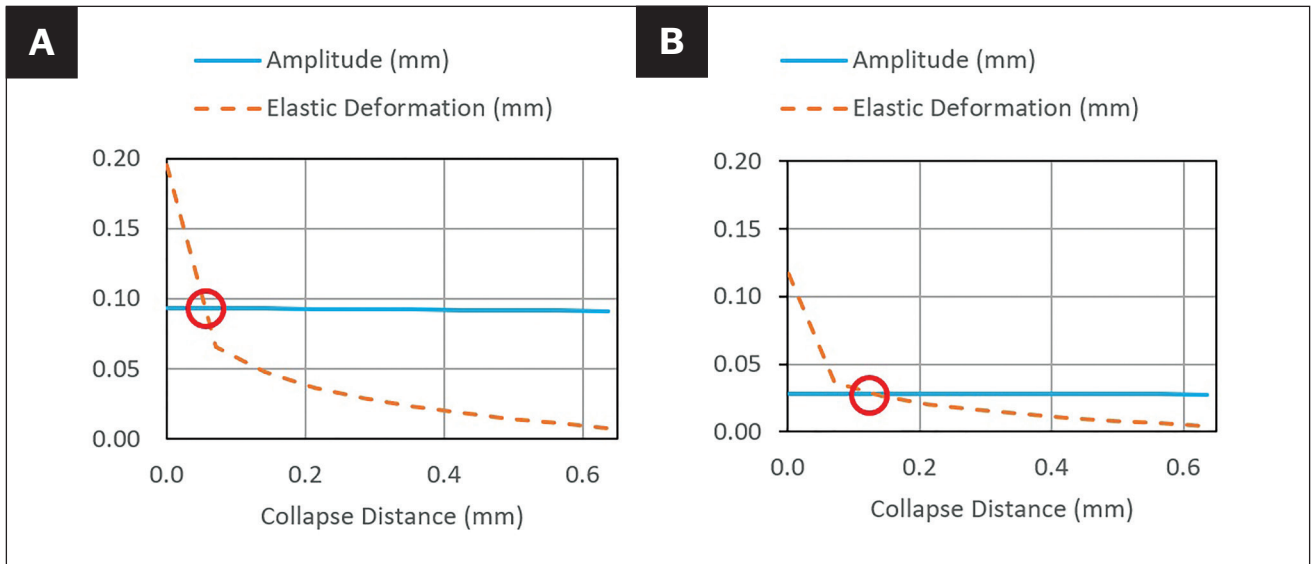 A
Amplitude (mm)
Elastic Deformation (mm)
0.20
0.15
0.10
0.05
0.00
0.0 0.2 0.4 0.6
Collapse Distance (mm)
B
Amplitude (mm)
Elastic Deformation (mm)
0.20
0.15
0.10
0.05
0.00
0.0 0.2 0.4 0.6
Collapse Distance (mm)